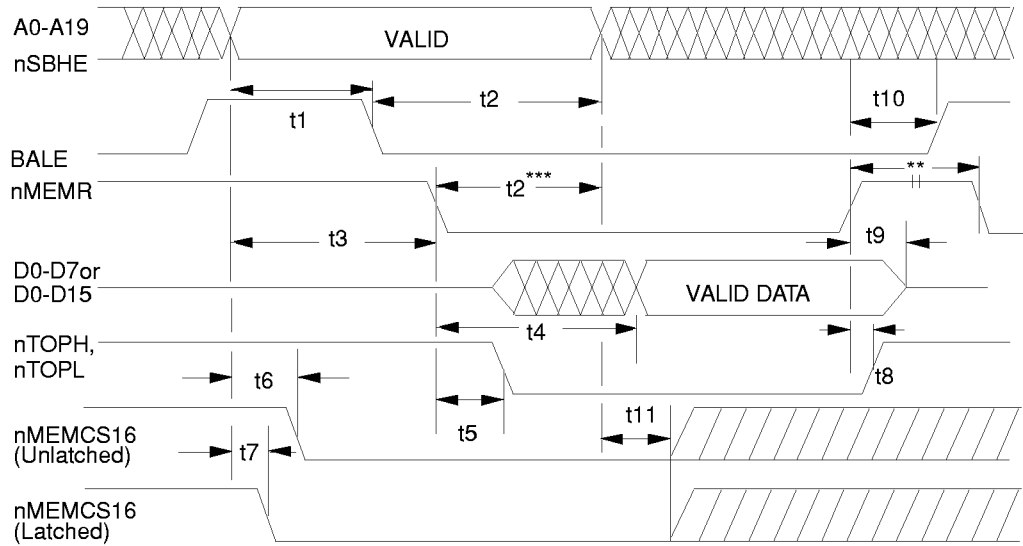 A0-A19
VALID
nSBHE
t1
t2
t10
BALE
**
nMEMR
t2***
t3
t9
D0-D7or
D0-D15
VALID DATA
t4
nTOPH,
nTOPL
t6
t8
t5
t11
nMEMCS16
(Unlatched)
t7
nMEMCS16
(Latched)